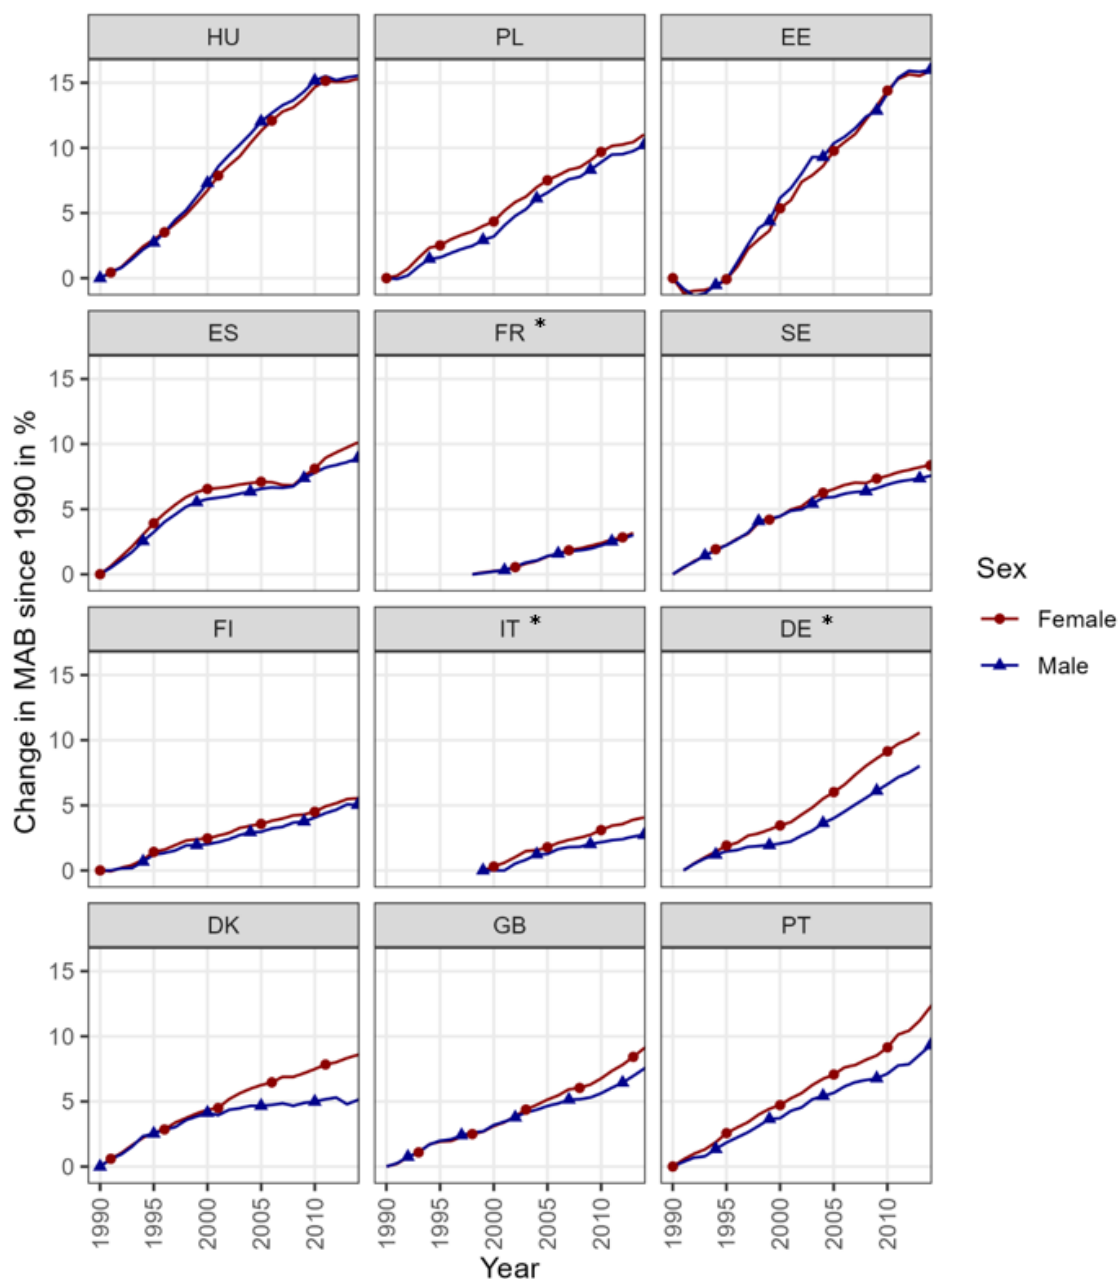 HU PL EE
15
10
5
0
ES FR * SE
15
10
5
0
FI IT * DE *
15
10
5
0
DK GB PT
15
10
5
0
1990 1995 2000 2005 2010 1990 1995 2000 2005 2010 1990 1995 2000 2005 2010
Year
Change in MAB since 1990 in %
Sex
Female
Male